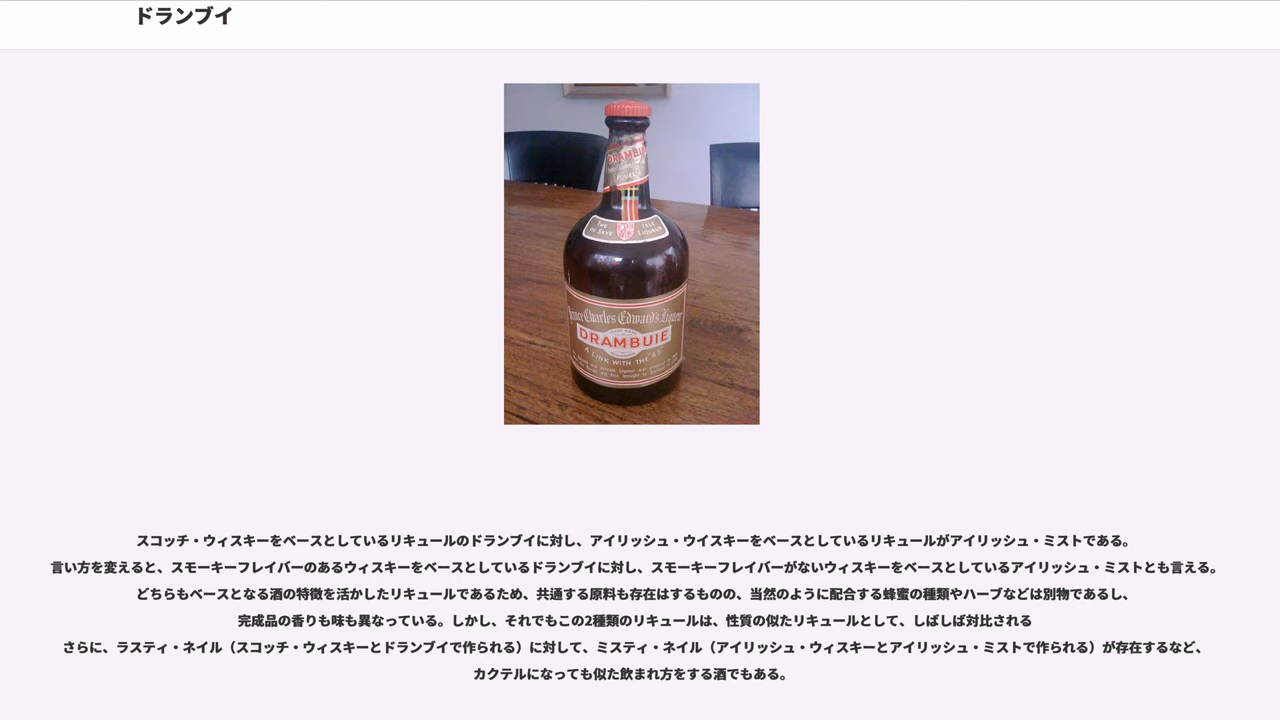 ドランブイ
DRAMBUIE
LIQUEUR
THE ISLE
OF SKYE LIQUEUR
Prince Charles Edward's Liqueur
DRAMBUIE
A LINK WITH THE '45
スコッチ・ウィスキーをベースとしているリキュールのドランブイに対し、アイリッシュ・ウイスキーをベースとしているリキュールがアイリッシュ・ミストである。
言い方を変えると、スモーキーフレイバーのあるウィスキーをベースとしているドランブイに対し、スモーキーフレイバーがないウィスキーをベースとしているアイリッシュ・ミストとも言える。
どちらもベースとなる酒の特徴を活かしたリキュールであるため、共通する原料も存在はするものの、当然のように配合する蜂蜜の種類やハーブなどは別物であるし、
完成品の香りも味も異なっている。しかし、それでもこの2種類のリキュールは、性質の似たリキュールとして、しばしば対比される
さらに、ラスティ・ネイル（スコッチ・ウィスキーとドランブイで作られる）に対して、ミスティ・ネイル（アイリッシュ・ウィスキーとアイリッシュ・ミストで作られる）が存在するなど、
カクテルになっても似た飲まれ方をする酒でもある。